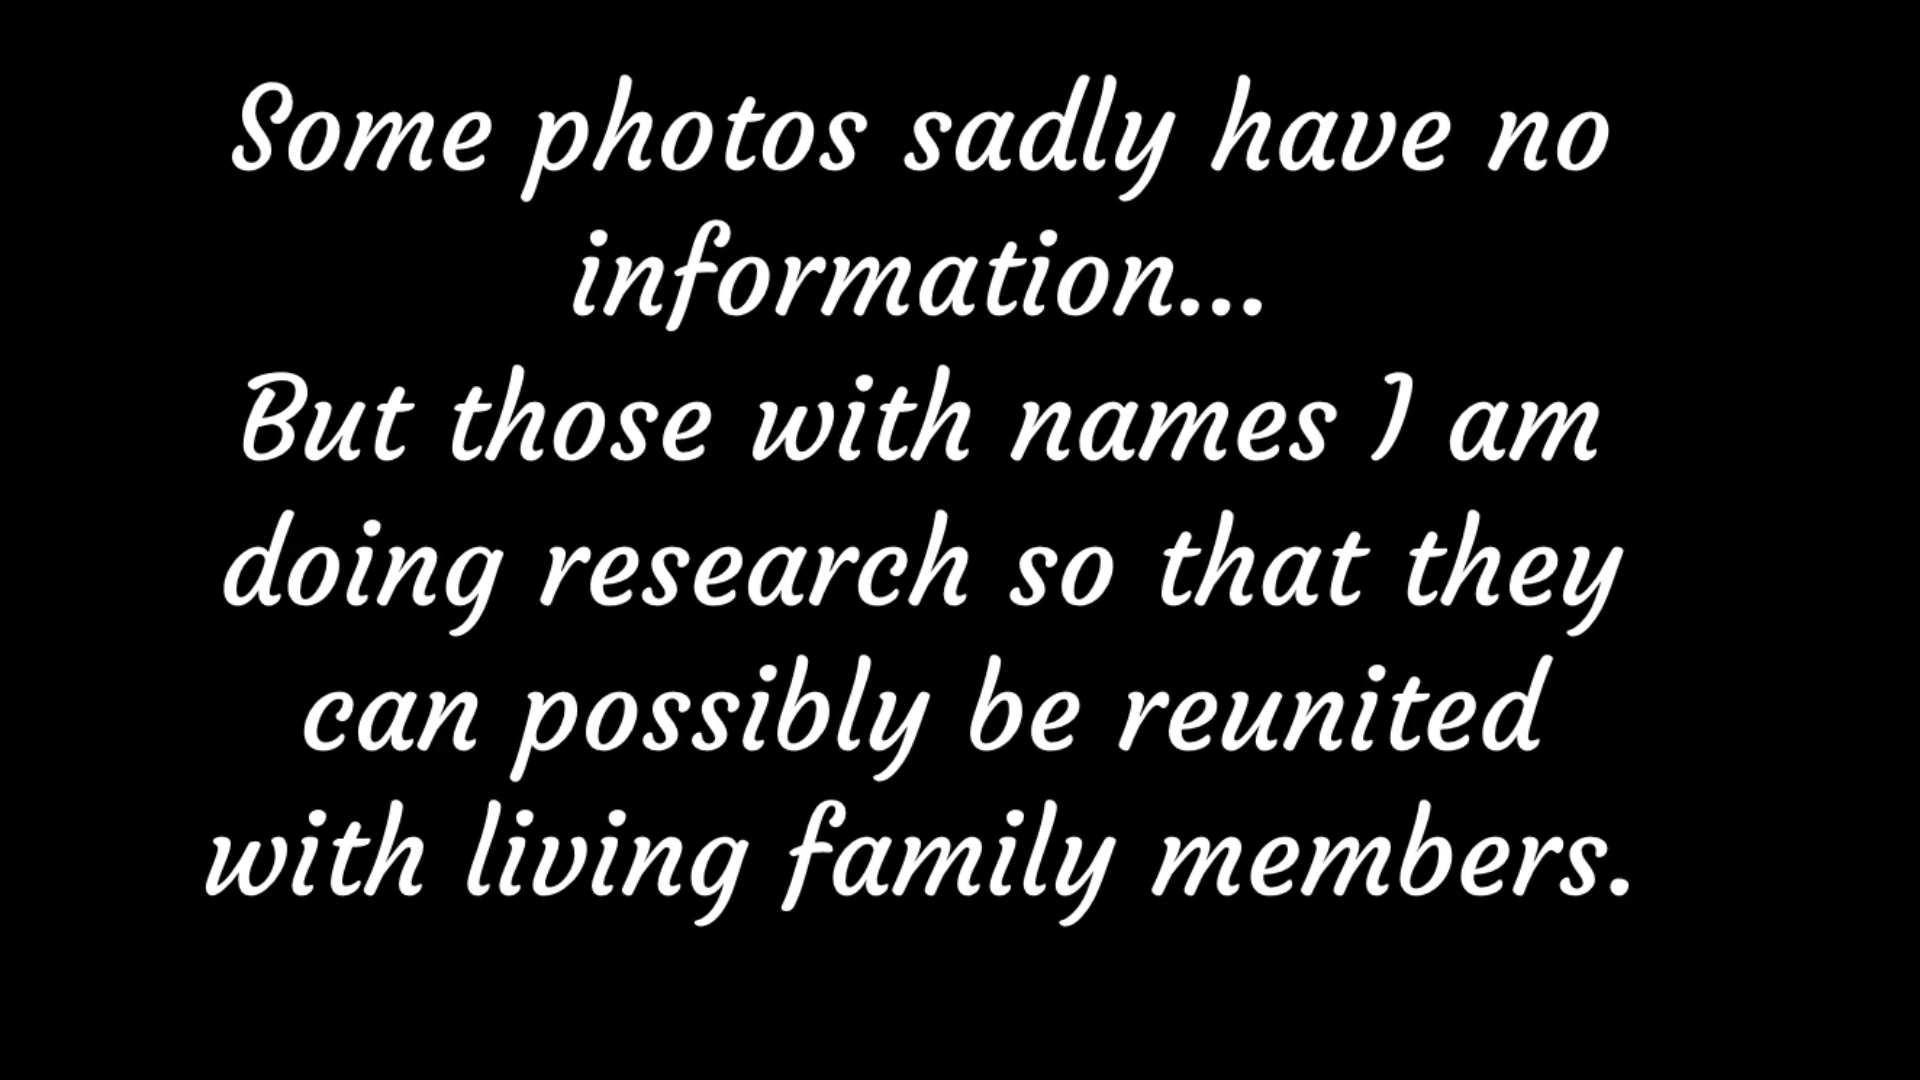 Some photos sadly have no
information...
But those with names I am
doing research so that they
can possibly be reunited
with living family members.